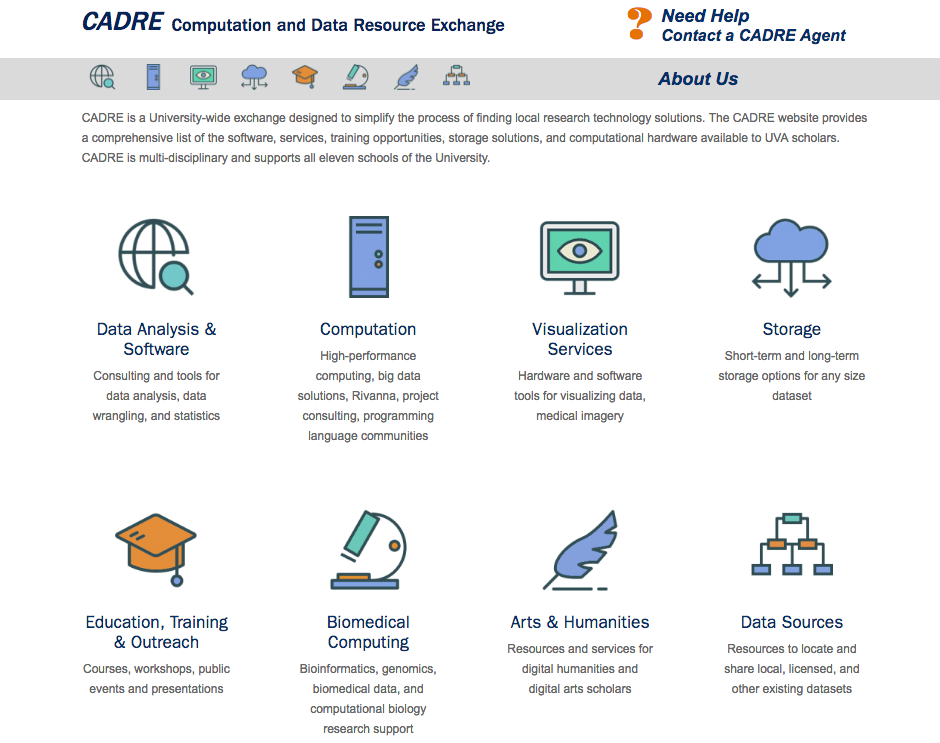 CADRE Computation and Data Resource Exchange
Need Help
Contact a CADRE Agent
About Us
CADRE is a University-wide exchange designed to simplify the process of finding local research technology solutions. The CADRE website provides
a comprehensive list of the software, services, training opportunities, storage solutions, and computational hardware available to UVA scholars.
CADRE is multi-disciplinary and supports all eleven schools of the University.
Data Analysis &
Software
Consulting and tools for
data analysis, data
wrangling, and statistics
Computation
High-performance
computing, big data
solutions, Rivanna, project
consulting, programming
language communities
Visualization
Services
Hardware and software
tools for visualizing data,
medical imagery
Storage
Short-term and long-term
storage options for any size
dataset
Education, Training
& Outreach
Courses, workshops, public
events and presentations
Biomedical
Computing
Bioinformatics, genomics,
biomedical data, and
computational biology
research support
Arts & Humanities
Resources and services for
digital humanities and
digital arts scholars
Data Sources
Resources to locate and
share local, licensed, and
other existing datasets